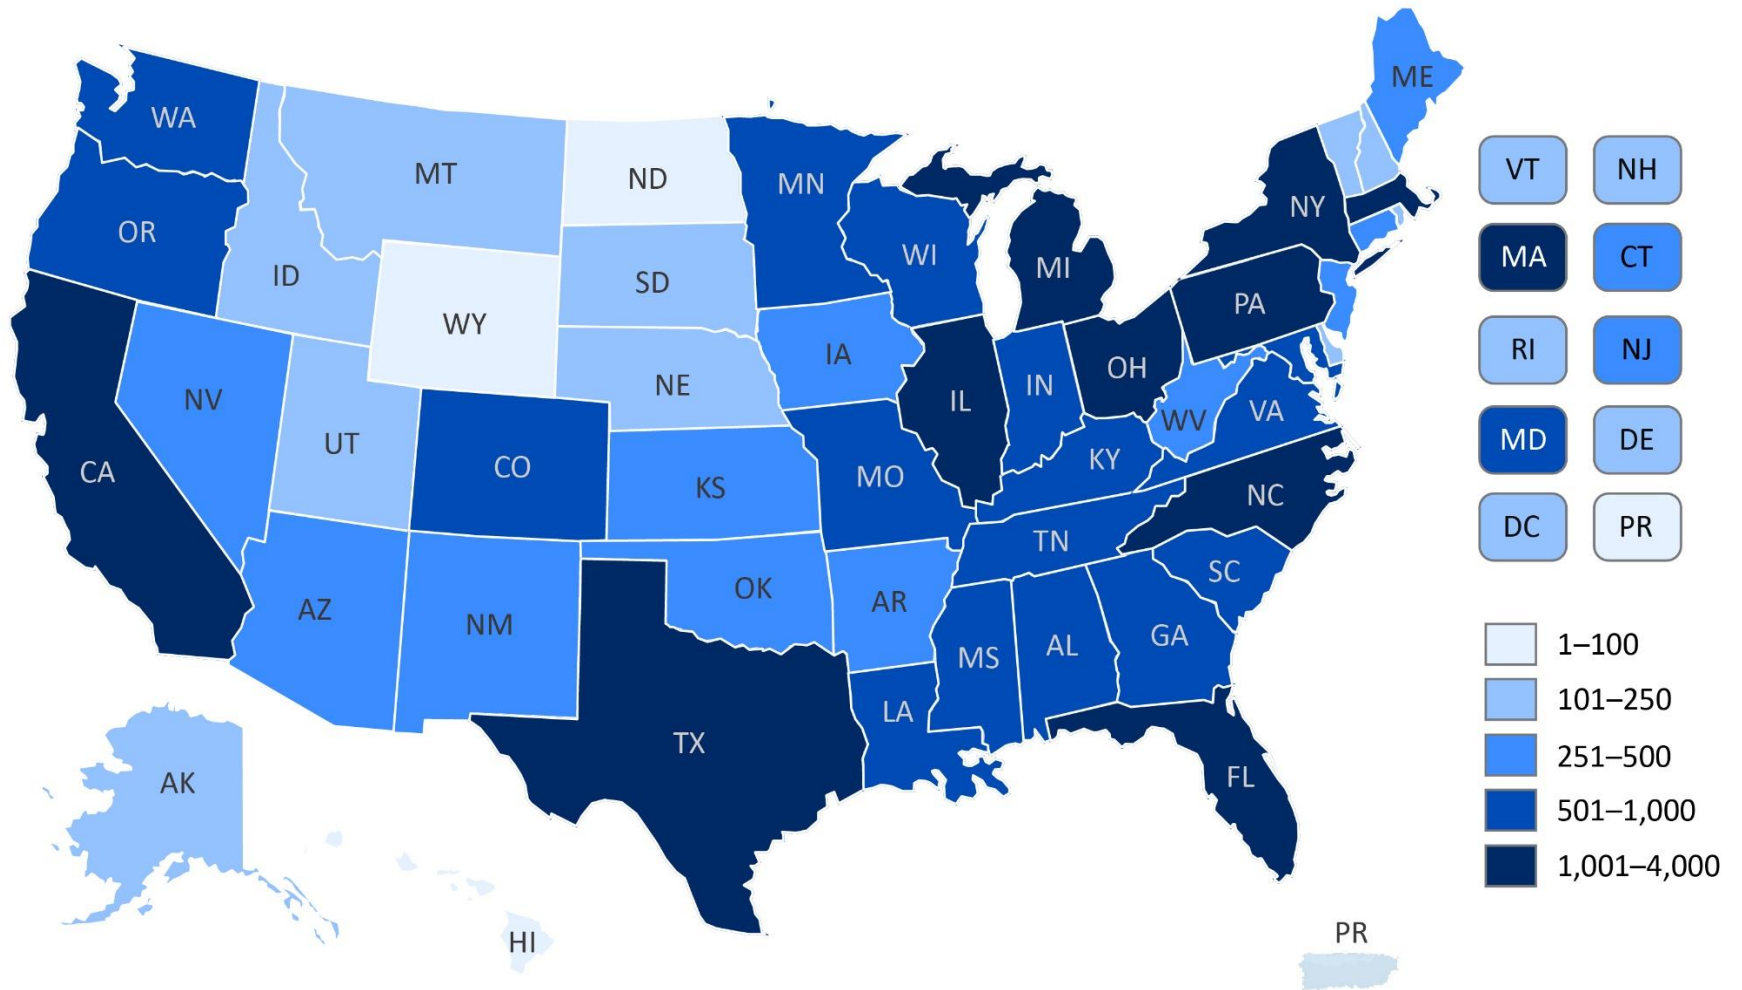 ME
WA
MT
ND
MN
VT
NH
NY
OR
WI
MA
CT
MI
ID
SD
PA
WY
RI
NJ
IA
OH
NE
IN
NV
IL
VA
WV
UT
MD
DE
KY
CO
CA
MO
KS
NC
DC
PR
TN
SC
OK
AR
AZ
NM
GA
AL
MS
1–100
101–250
LA
TX
251–500
FL
AK
501–1,000
1,001–4,000
PR
HI